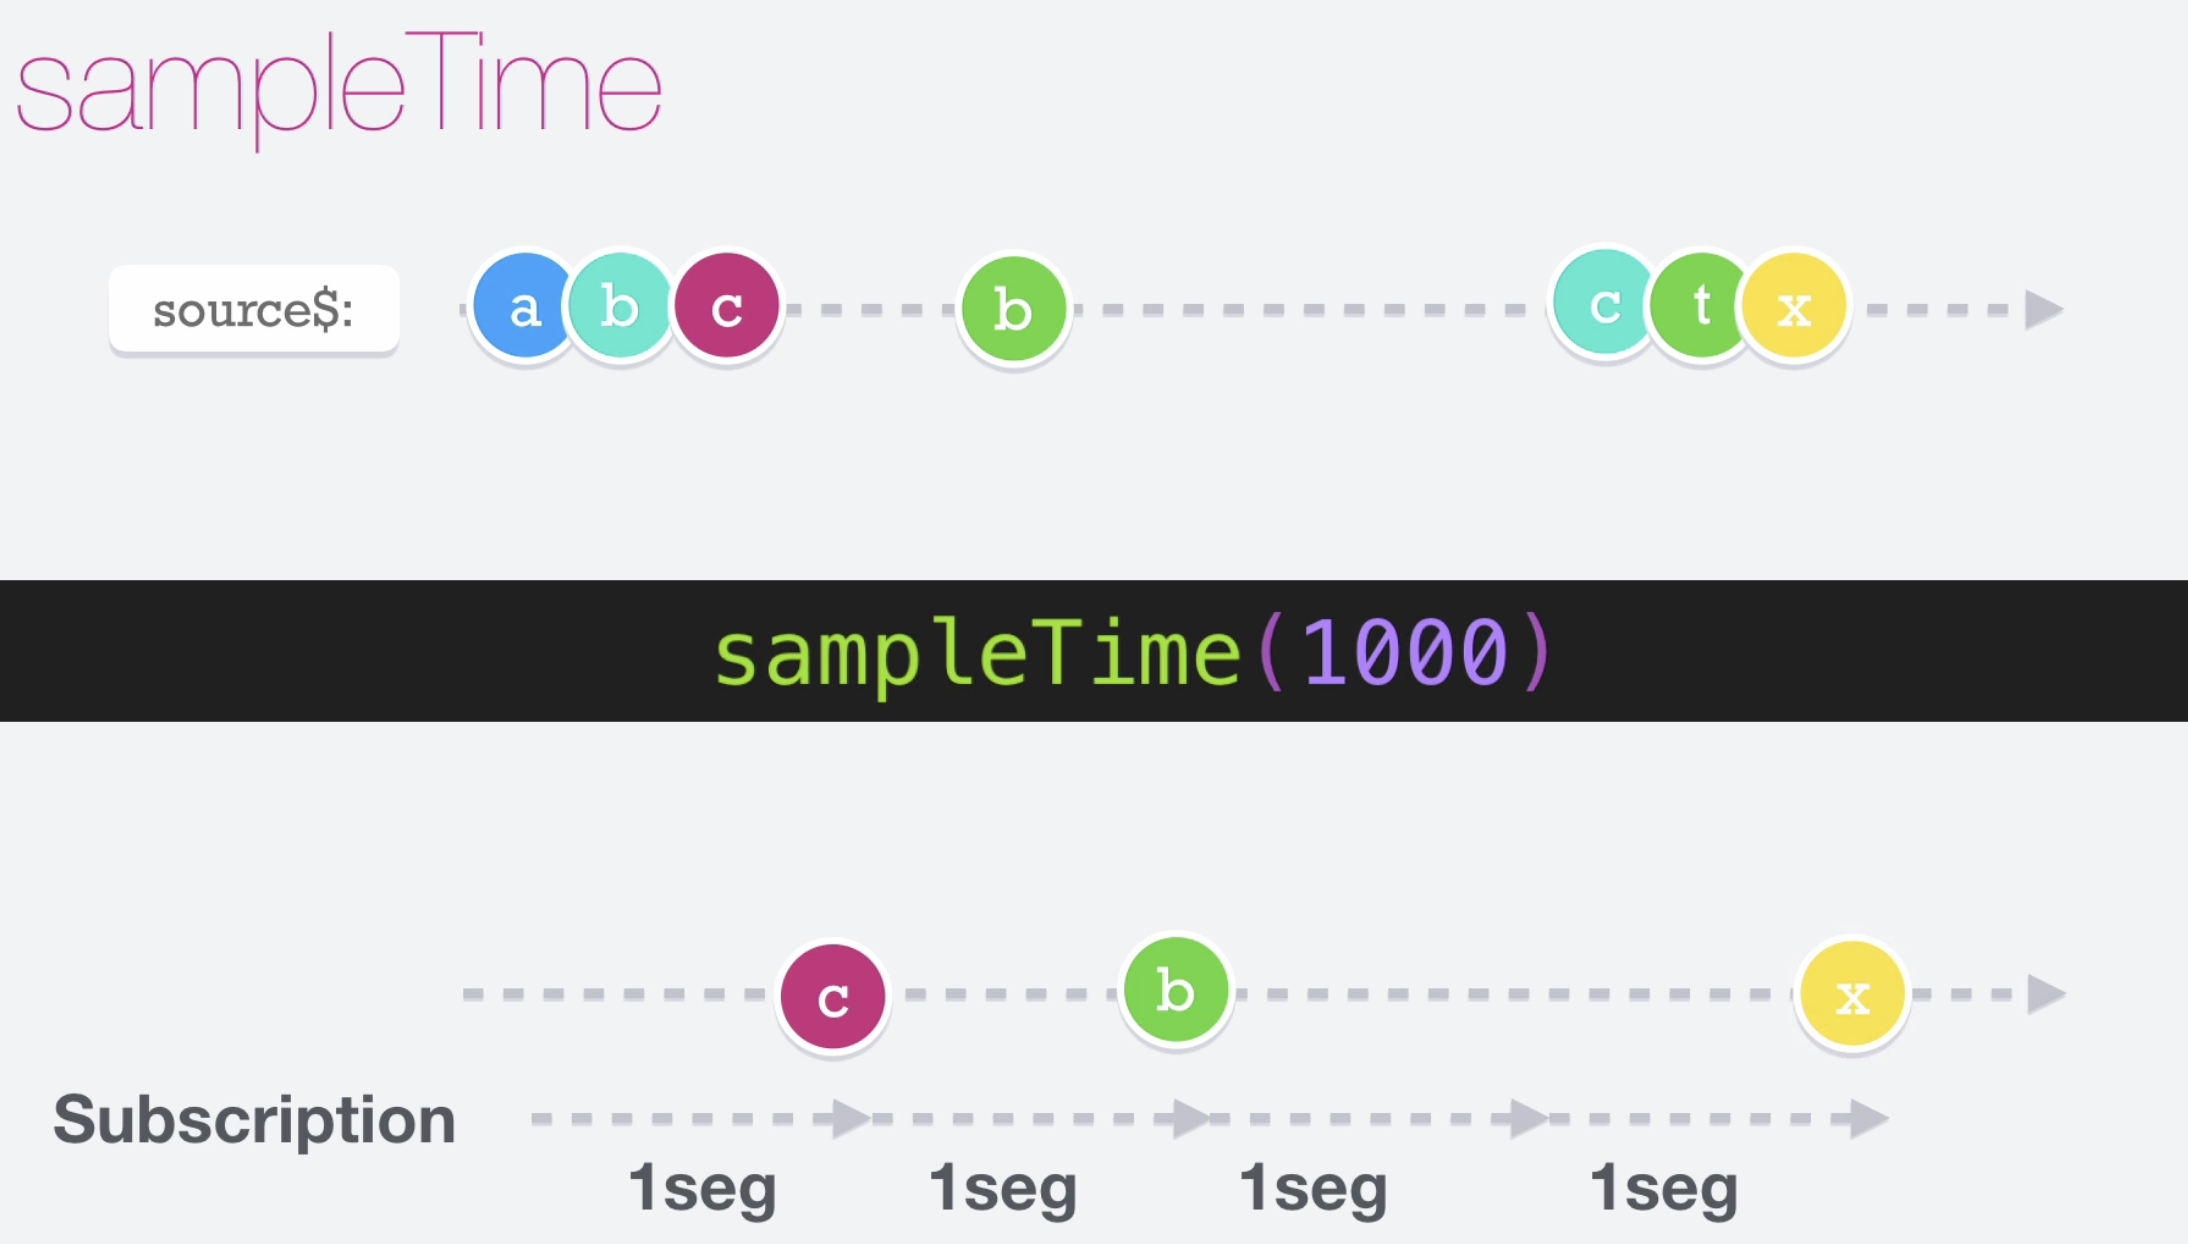 sampleTime
source$: a b c b c t x
sampleTime(1000)
c b x
Subscription
1seg 1seg 1seg 1seg